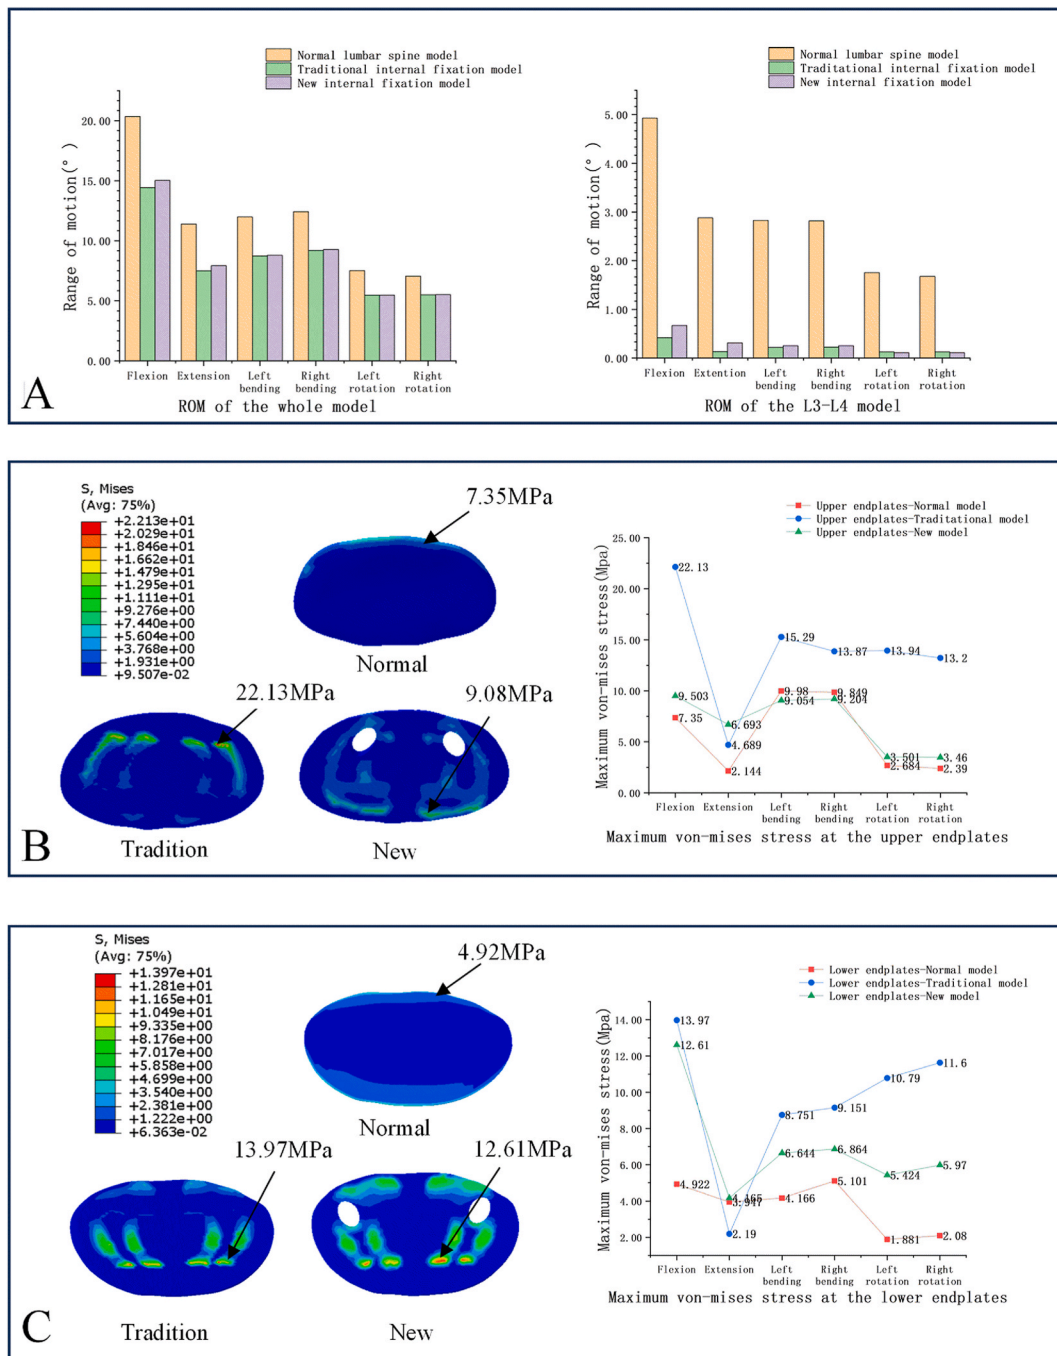 Normal lumbar spine model
Traditional internal fixation model
New internal fixation model
Range of motion(°)
20.00
15.00
10.00
5.00
0.00
Flexion Extension Left bending Right bending Left rotation Right rotation
ROM of the whole model
Normal lumbar spine model
Traditational internal fixation model
New internal fixation model
Range of motion(°)
5.00
4.00
3.00
2.00
1.00
0.00
Flexion Extention Left bending Right bending Left rotation Right rotation
ROM of the L3-L4 model
A
S, Mises
(Avg: 75%)
+2.213e+01
+2.029e+01
+1.846e+01
+1.662e+01
+1.479e+01
+1.295e+01
+1.111e+01
+9.276e+00
+7.440e+00
+5.604e+00
+3.768e+00
+1.931e+00
+9.507e-02
7.35MPa
Normal
22.13MPa
Tradition
9.08MPa
New
Upper endplates-Normal model
Upper endplates-Traditational model
Upper endplates-New model
Maximum von-mises stress(Mpa)
25.00
20.00
15.00
10.00
5.00
0.00
22.13
4.689
15.29
13.87
13.94
13.2
9.503
6.693
9.054
9.204
3.501
3.46
7.35
2.144
9.98
9.849
2.684
2.39
Flexion Extension Left bending Right bending Left rotation Right rotation
Maximum von-mises stress at the upper endplates
B
S, Mises
(Avg: 75%)
+1.397e+01
+1.281e+01
+1.165e+01
+1.049e+01
+9.335e+00
+8.176e+00
+7.017e+00
+5.858e+00
+4.699e+00
+3.540e+00
+2.381e+00
+1.222e+00
+6.363e-02
4.92MPa
Normal
13.97MPa
Tradition
12.61MPa
New
Lower endplates-Normal model
Lower endplates-Traditional model
Lower endplates-New model
Maximum von-mises stress(Mpa)
14.00
12.00
10.00
8.00
6.00
4.00
2.00
13.97
2.19
8.751
9.151
10.79
11.6
12.61
4.165
6.644
6.864
5.424
5.97
4.922
3.947
4.166
5.101
1.881
2.08
Flexion Extension Left bending Right bending Left rotation Right rotation
Maximum von-mises stress at the lower endplates
C